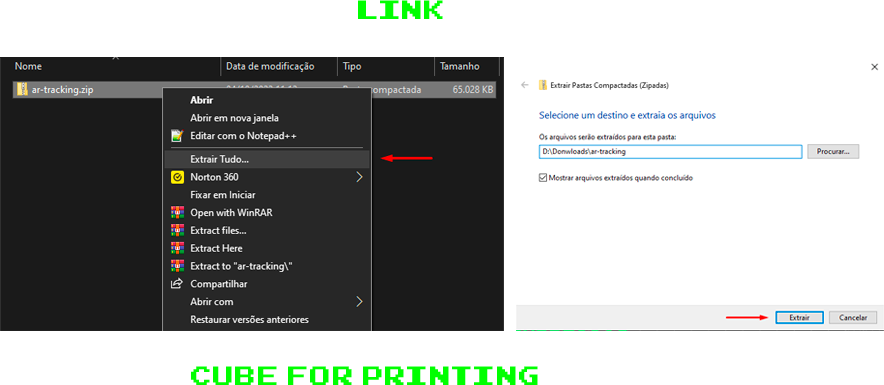 LINK
Nome Data de modificação Tipo Tamanho
ar-tracking.zip compactada 65.028 KB
Abrir
Abrir em nova janela
Editar com o Notepad++
Extrair Tudo...
Norton 360
Fixar em Iniciar
Open with WinRAR
Extract files...
Extract Here
Extract to "ar-tracking\"
Compartilhar
Abrir com
Restaurar versões anteriores
Extrair Pastas Compactadas (Zipadas)
Selecione um destino e extraia os arquivos
Os arquivos serão extraídos para esta pasta:
D:\Donwloads\ar-tracking Procurar...
Mostrar arquivos extraídos quando concluído
Extrair Cancelar
CUBE FOR PRINTING